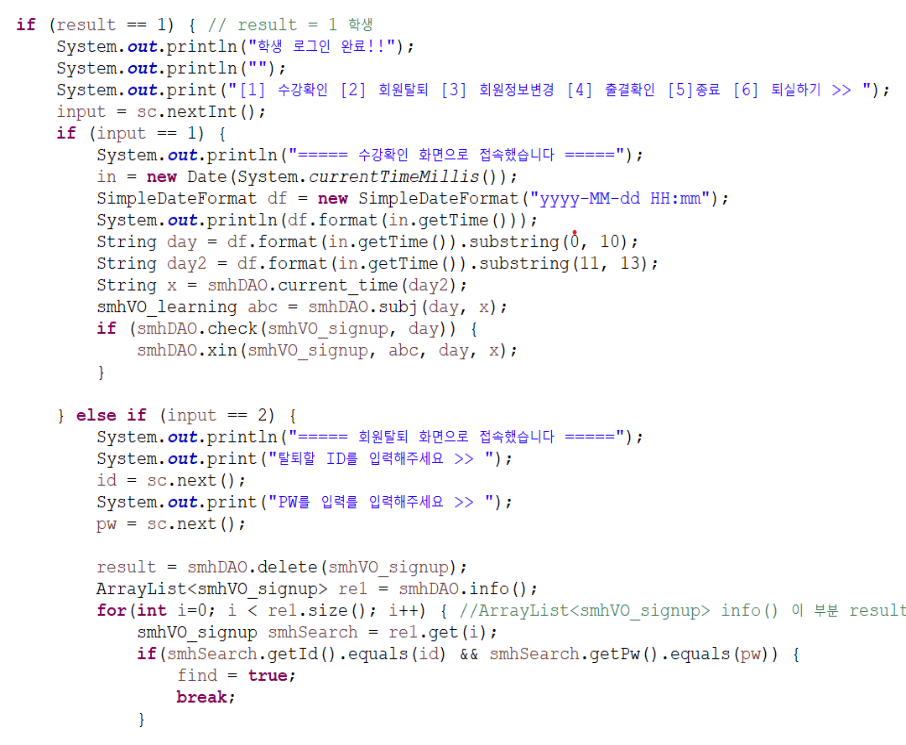 if (result == 1) { // result = 1 학생
System.out.println("학생 로그인 완료!!");
System.out.println("");
System.out.print("[1] 수강확인 [2] 회원탈퇴 [3] 회원정보변경 [4] 출결확인 [5]종료 [6] 퇴실하기 >> ");
input = sc.nextInt();
if (input == 1) {
System.out.println("===== 수강확인 화면으로 접속했습니다 =====");
in = new Date(System.currentTimeMillis());
SimpleDateFormat df = new SimpleDateFormat("yyyy-MM-dd HH:mm");
System.out.println(df.format(in.getTime()));
String day = df.format(in.getTime()).substring(0, 10);
String day2 = df.format(in.getTime()).substring(11, 13);
String x = smhDAO.current_time(day2);
smhVO_learning abc = smhDAO.subj(day, x);
if (smhDAO.check(smhVO_signup, day)) {
smhDAO.xin(smhVO_signup, abc, day, x);
}
} else if (input == 2) {
System.out.println("===== 회원탈퇴 화면으로 접속했습니다 =====");
System.out.print("탈퇴할 ID를 입력해주세요 >> ");
id = sc.next();
System.out.print("PW를 입력를 입력해주세요 >> ");
pw = sc.next();
result = smhDAO.delete(smhVO_signup);
ArrayList<smhVO_signup> re1 = smhDAO.info();
for(int i=0; i < re1.size(); i++) { //ArrayList<smhVO_signup> info() 이 부분 result
smhVO_signup smhSearch = re1.get(i);
if(smhSearch.getId().equals(id) && smhSearch.getPw().equals(pw)) {
find = true;
break;
}